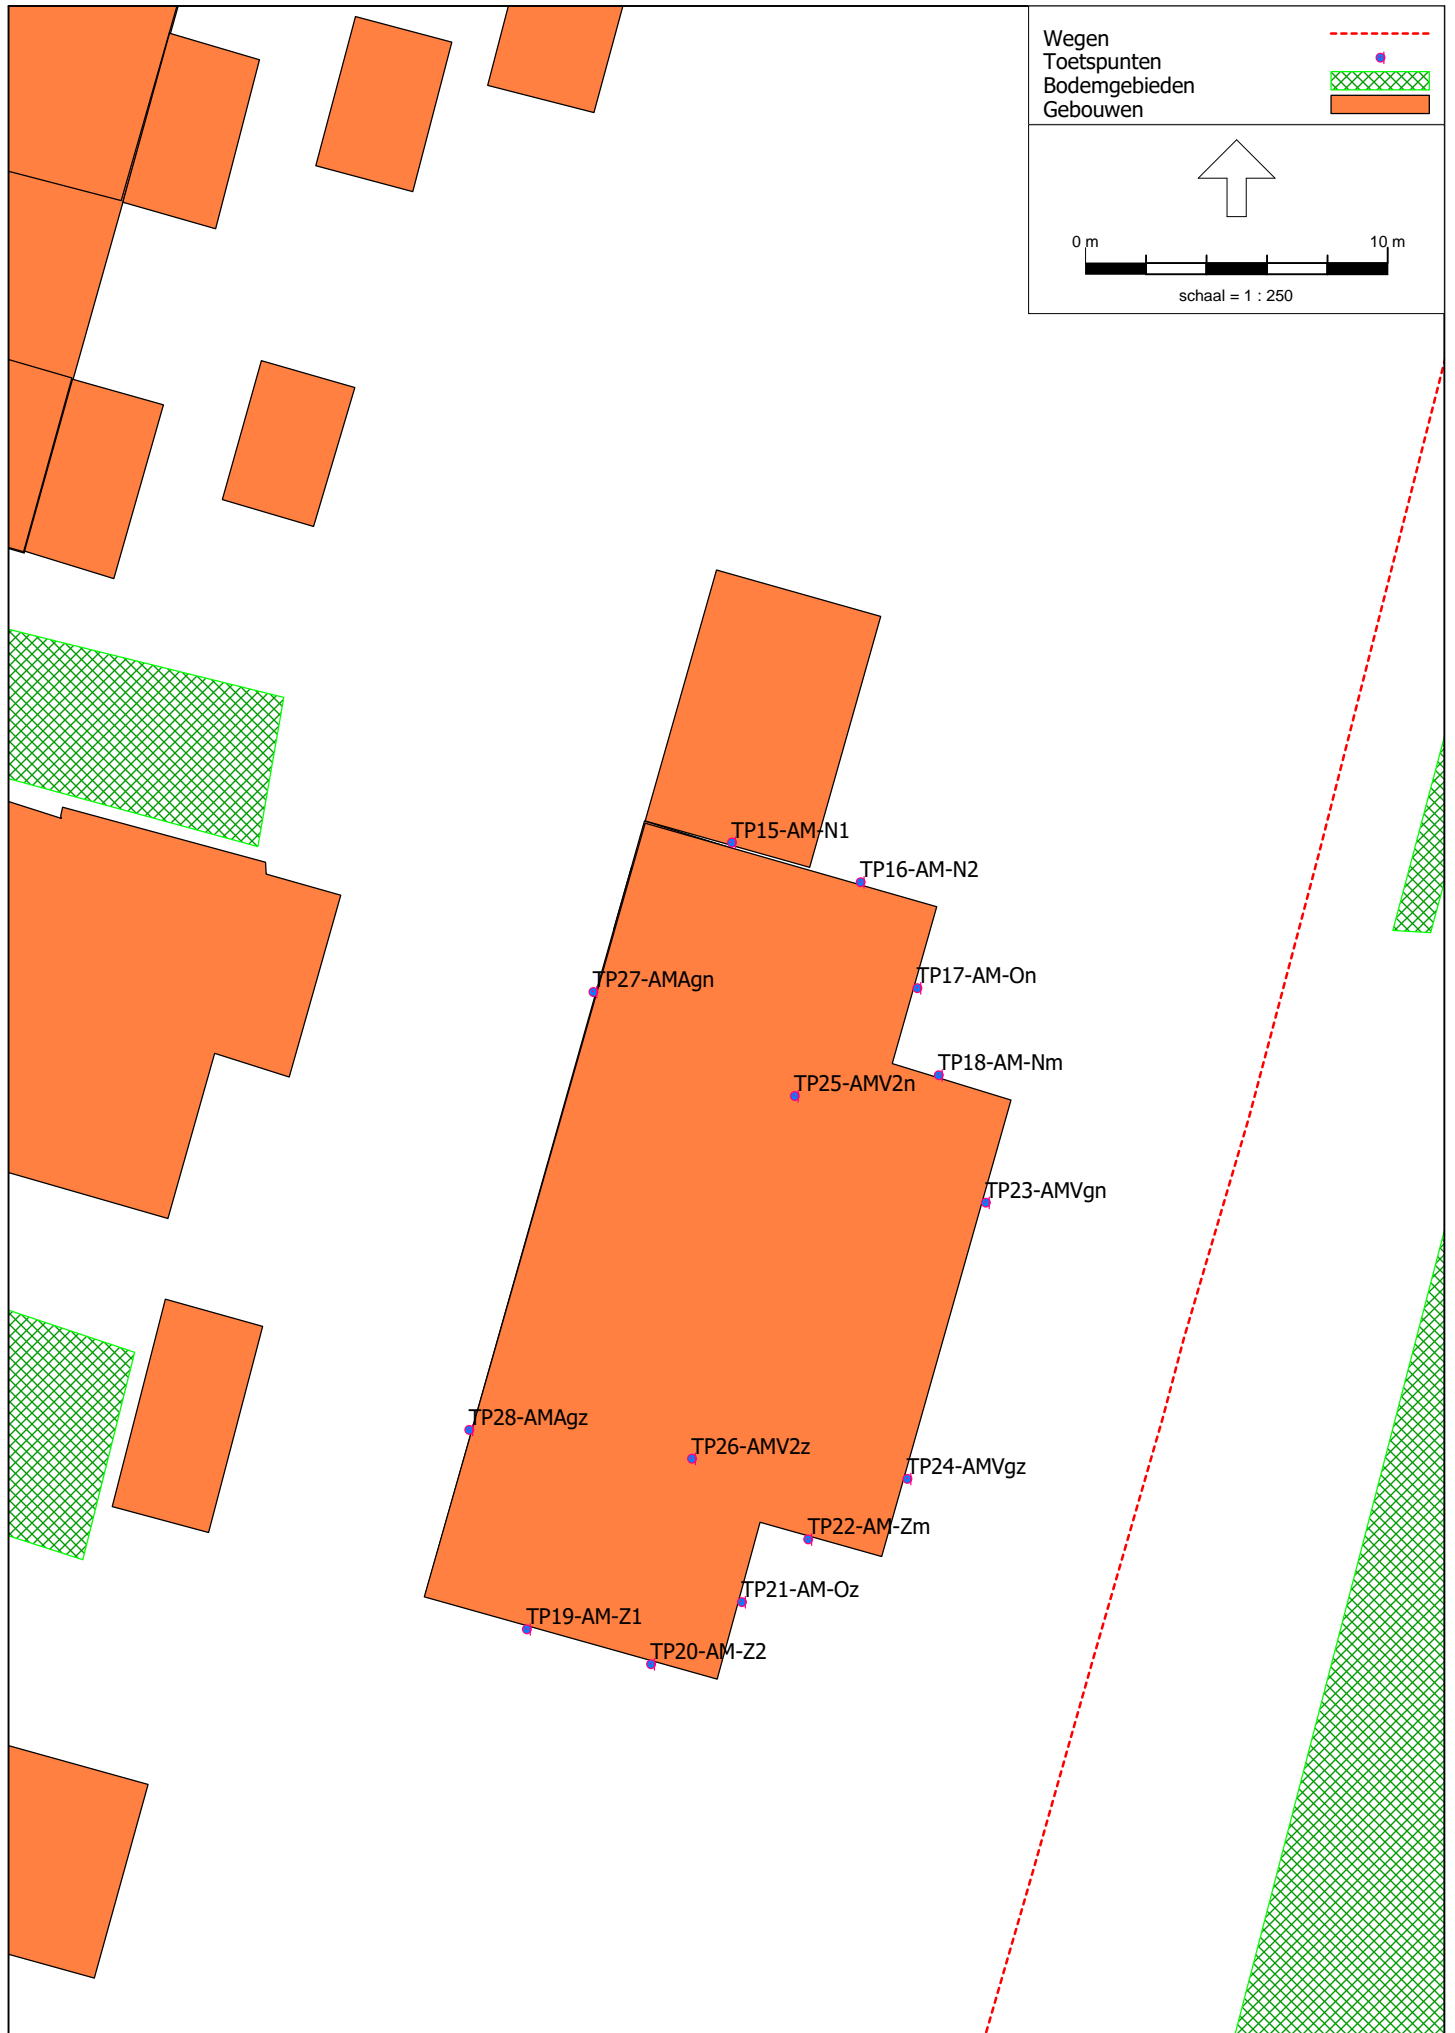 Wegen
Toetspunten
Bodemgebieden
Gebouwen
0 m 10 m
schaal = 1 : 250
TP15-AM-N1
TP16-AM-N2
TP27-AMAgn
TP17-AM-On
TP18-AM-Nm
TP25-AMV2n
TP23-AMVgn
TP28-AMAgz
TP26-AMV2z
TP24-AMVgz
TP22-AM-Zm
TP21-AM-Oz
TP19-AM-Z1
TP20-AM-Z2